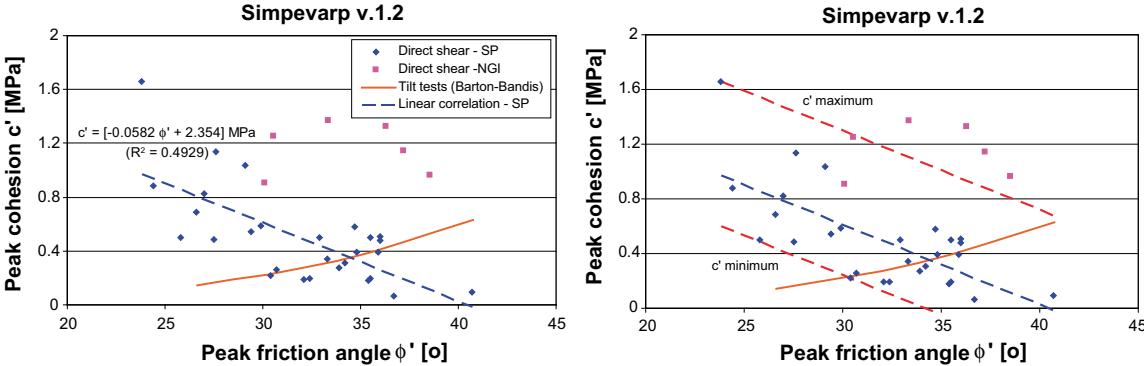 Simpevarp v.1.2
Peak cohesion c' [MPa]
2
1.6
1.2
0.8
0.4
0
Direct shear - SP
Direct shear -NGI
Tilt tests (Barton-Bandis)
Linear correlation - SP
c' = [-0.0582 ϕ' + 2.354] MPa
(R² = 0.4929)
20 25 30 35 40 45
Peak friction angle ϕ' [o]
Simpevarp v.1.2
Peak cohesion c' [MPa]
2
1.6
1.2
0.8
0.4
0
c' maximum
c' minimum
20 25 30 35 40 45
Peak friction angle ϕ' [o]